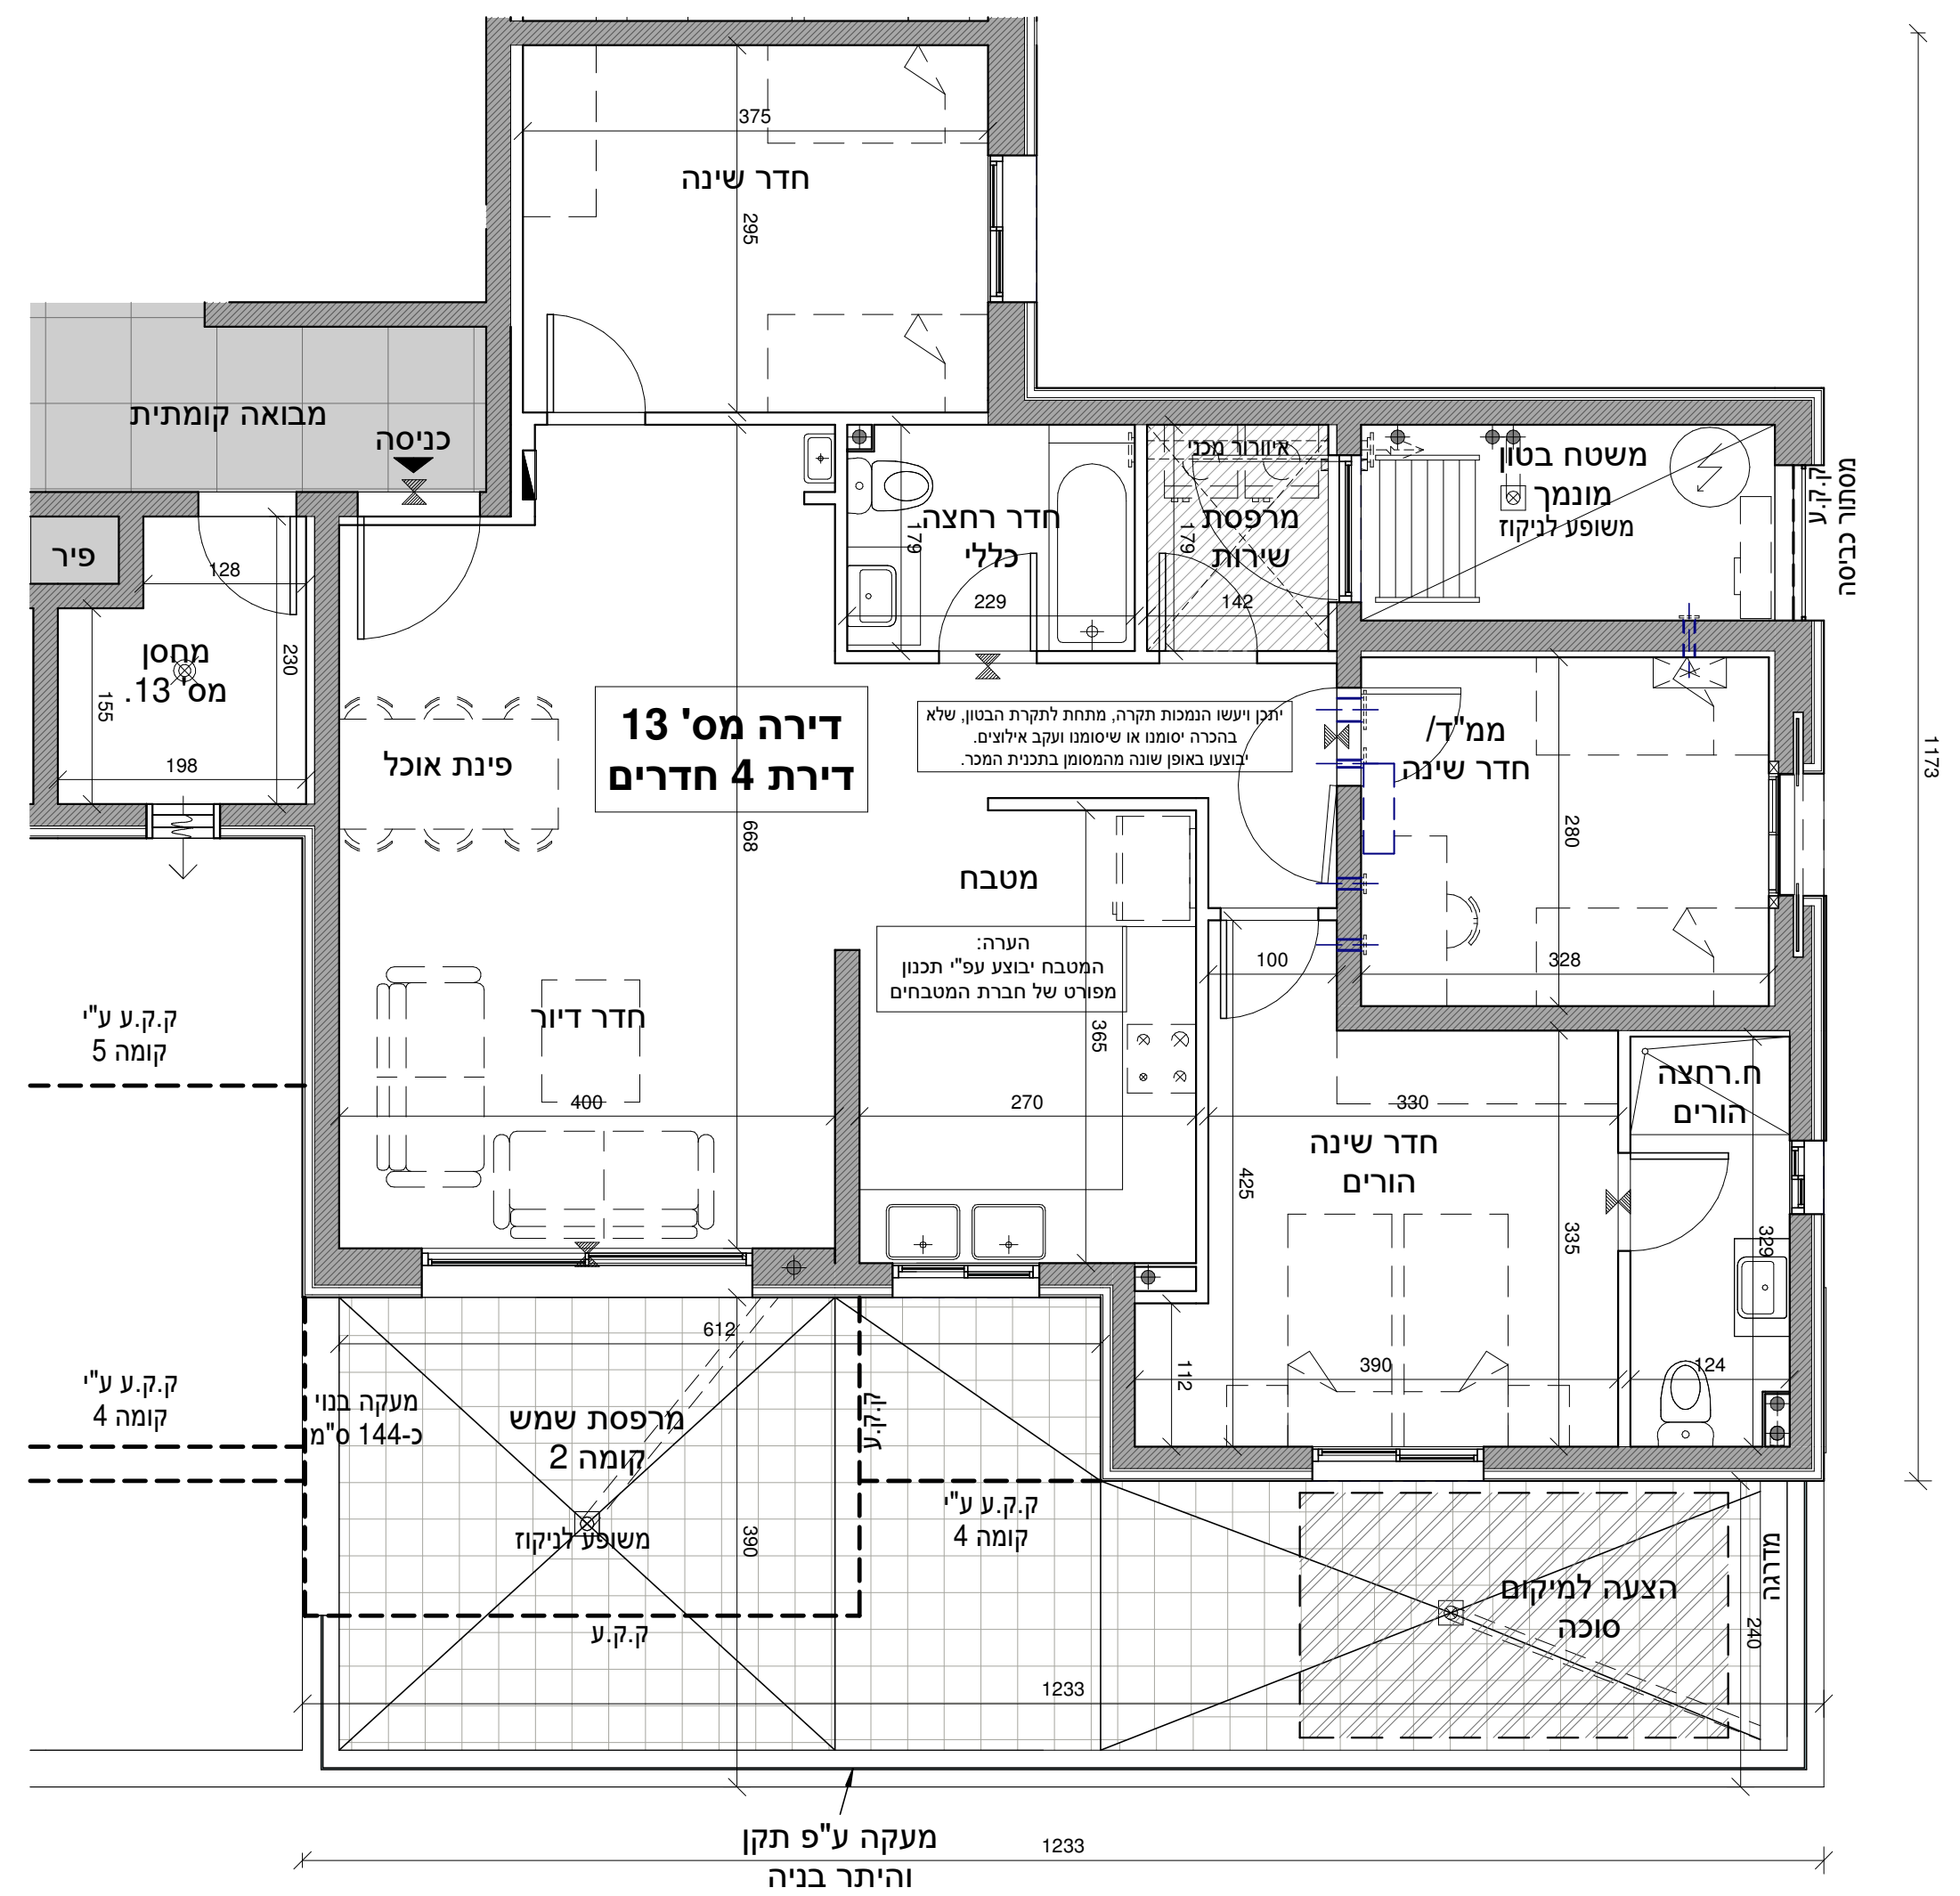 375
חדר שינה
295
מבואה קומתית
כניסה
פיר
128
מחסן
מס' 13.
230
155
198
חדר רחצה
כללי
179
229
איוורור מכני
מרפסת
שירות
179
142
משטח בטון
מונמך
משופע לניקוז
ק.ק.ע
מסתור כביסה
1173
דירה מס' 13
דירת 4 חדרים
יתכן ויעשו הנמכות תקרה, מתחת לתקרת הבטון, שלא
בהכרה יסומנו או שיסומנו ועקב אילוצים.
יבוצעו באופן שונה מהמסומן בתכנית המכר.
ממ"ד/
חדר שינה
280
328
פינת אוכל
668
מטבח
הערה:
המטבח יבוצע עפ"י תכנון
מפורט של חברת המטבחים
365
100
חדר דיור
400
270
330
ק.ק.ע ע"י
קומה 5
ח.רחצה
הורים
חדר שינה
הורים
425
335
329
612
112
390
124
ק.ק.ע ע"י
קומה 4
מעקה בנוי
כ-144 ס"מ
מרפסת שמש
קומה 2
משופע לניקוז
390
ק.ק.ע
ק.ק.ע
ק.ק.ע ע"י
קומה 4
הצעה למיקום
סוכה
מדרגה
240
1233
מעקה ע"פ תקן
והיתר בניה
1233